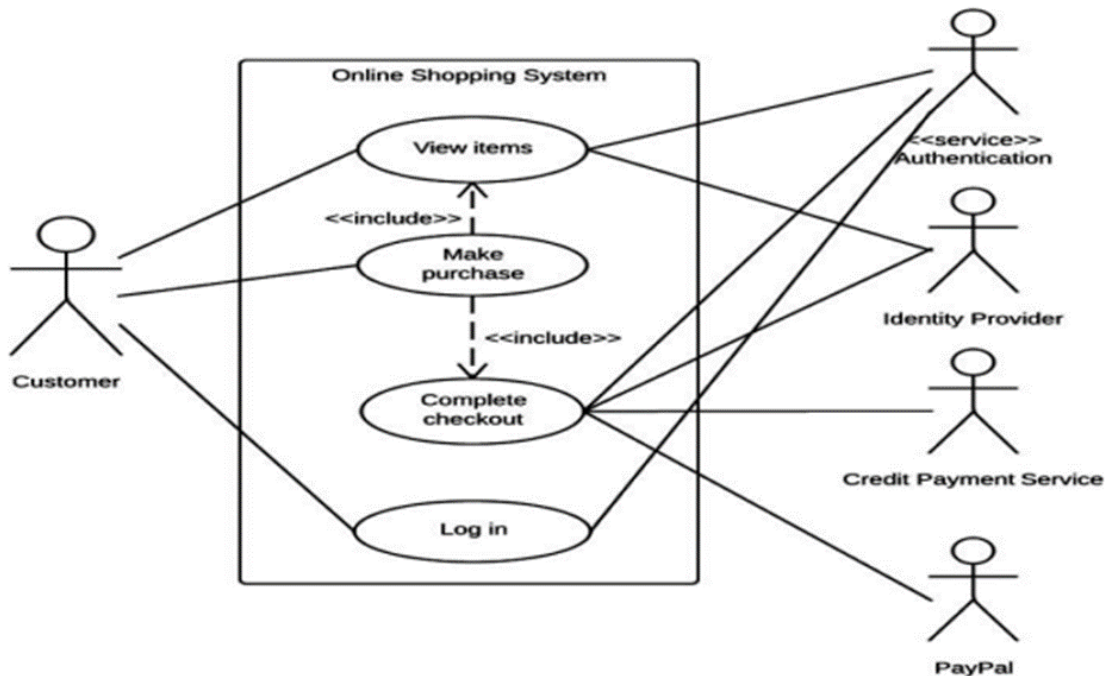 Online Shopping System
View items
<<include>>
Make
purchase
<<include>>
Complete
checkout
Log in
Customer
<<service>>
Authentication
Identity Provider
Credit Payment Service
PayPal